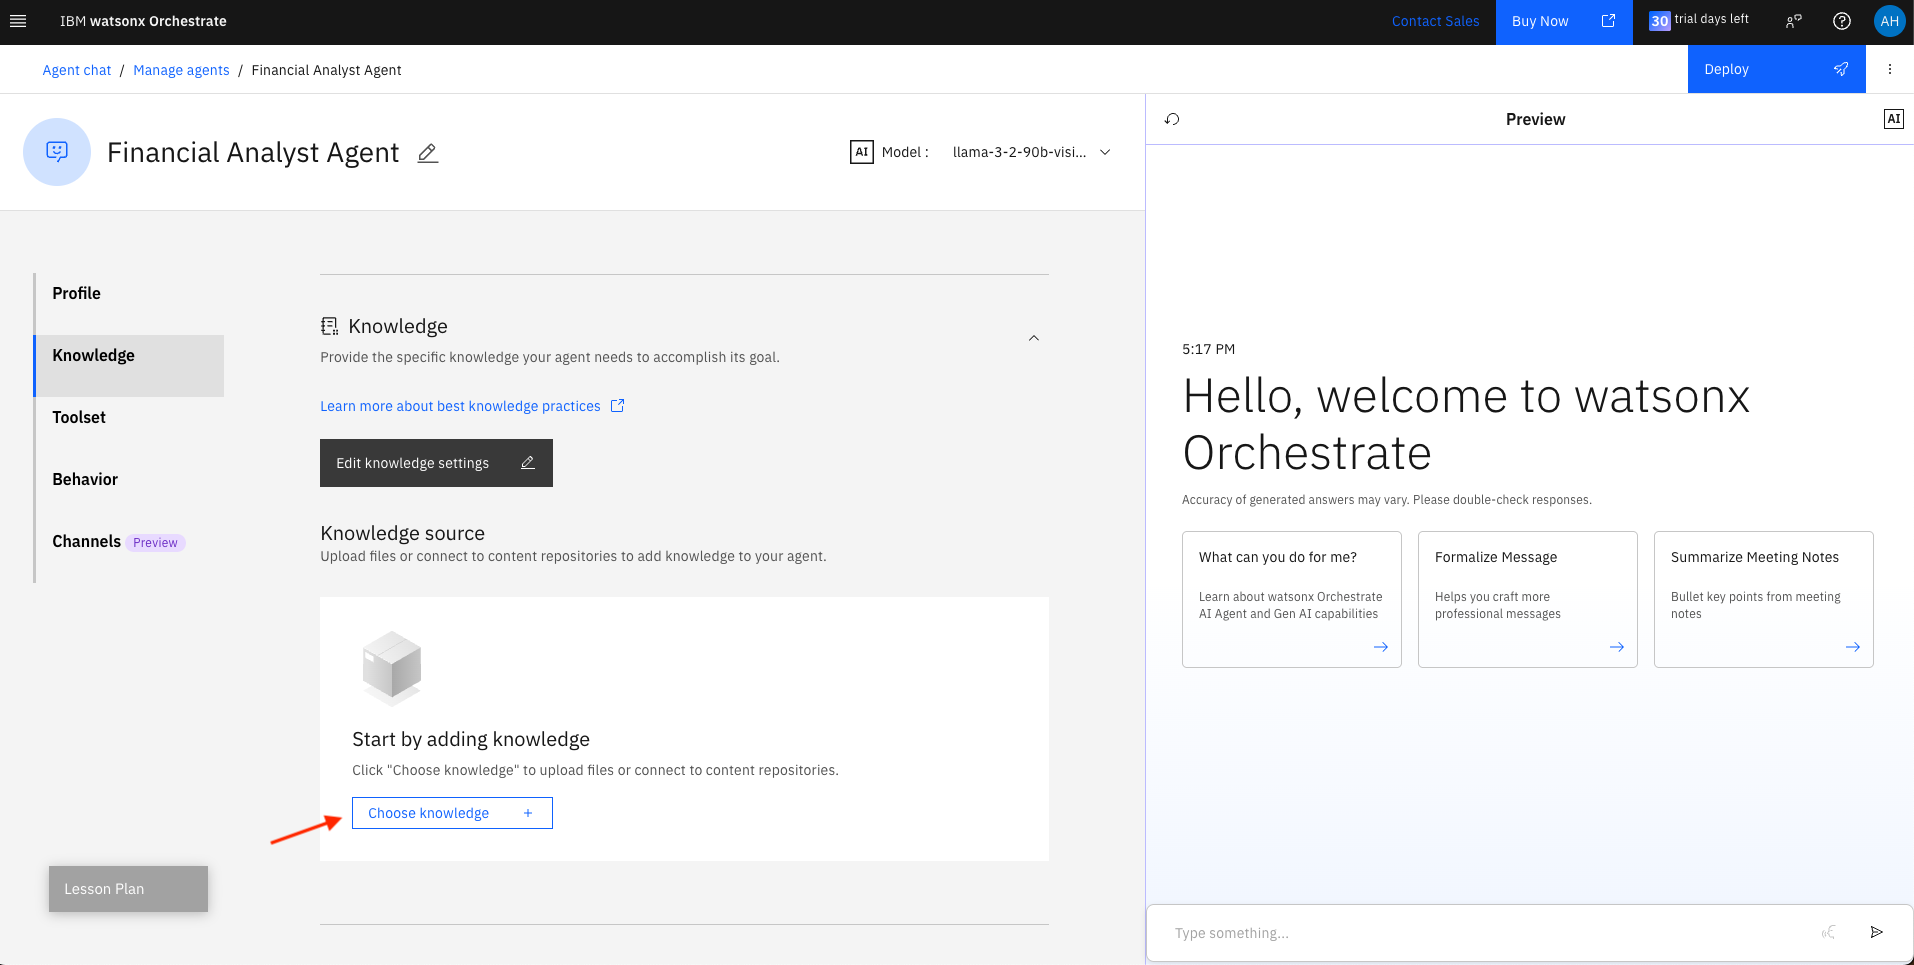 IBM watsonx Orchestrate
Contact Sales
Buy Now
30 trial days left
AH
Agent chat / Manage agents / Financial Analyst Agent
Deploy
Financial Analyst Agent
AI Model : llama-3-2-90b-visi...
Preview
AI
Profile
Knowledge
Toolset
Behavior
Channels Preview
Knowledge
Provide the specific knowledge your agent needs to accomplish its goal.
Learn more about best knowledge practices
Edit knowledge settings
Knowledge source
Upload files or connect to content repositories to add knowledge to your agent.
Start by adding knowledge
Click "Choose knowledge" to upload files or connect to content repositories.
Choose knowledge +
Lesson Plan
5:17 PM
Hello, welcome to watsonx
Orchestrate
Accuracy of generated answers may vary. Please double-check responses.
What can you do for me?
Learn about watsonx Orchestrate
AI Agent and Gen AI capabilities
Formalize Message
Helps you craft more
professional messages
Summarize Meeting Notes
Bullet key points from meeting
notes
Type something...